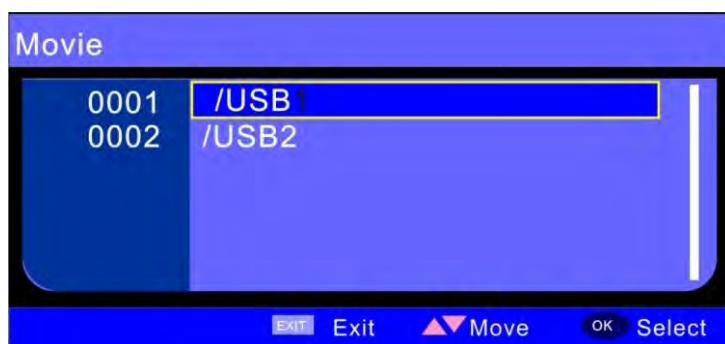 Movie
0001 /USB1
0002 /USB2
EXIT Exit Move OK Select